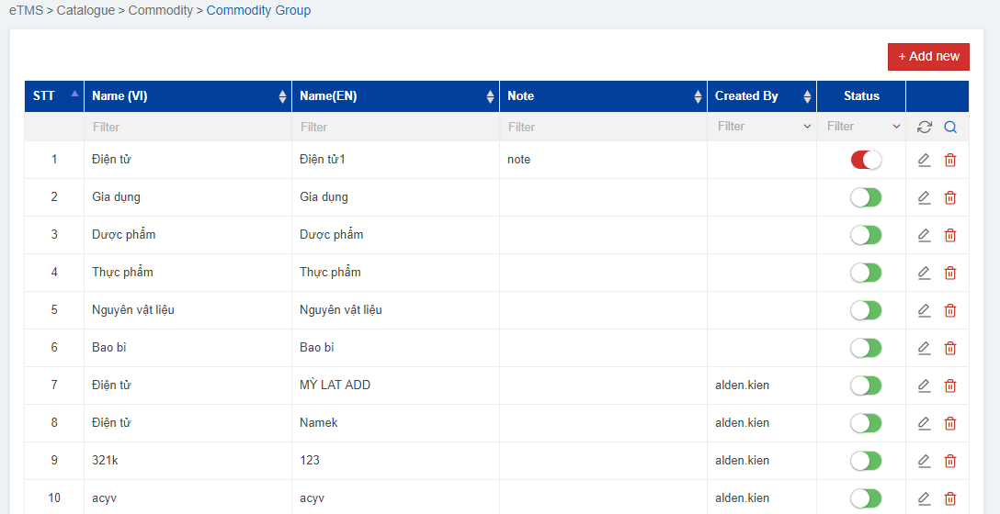 eTMS > Catalogue > Commodity > Commodity Group
+ Add new
STT Name (VI) Name(EN) Note Created By Status
Filter Filter Filter Filter Filter
1 Điện tử Điện tử1 note
2 Gia dụng Gia dụng
3 Dược phẩm Dược phẩm
4 Thực phẩm Thực phẩm
5 Nguyên vật liệu Nguyên vật liệu
6 Bao bì Bao bì
7 Điện tử MỲ LAT ADD alden.kien
8 Điện tử Namek alden.kien
9 321k 123 alden.kien
10 acyv acyv alden.kien